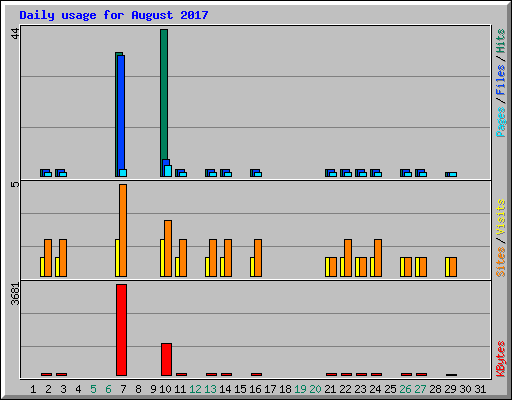 Daily usage for August 2017
44
Pages / Files / Hits
5
Sites / Visits
3681
KBytes
1 2 3 4 5 6 7 8 9 10 11 12 13 14 15 16 17 18 19 20 21 22 23 24 25 26 27 28 29 30 31